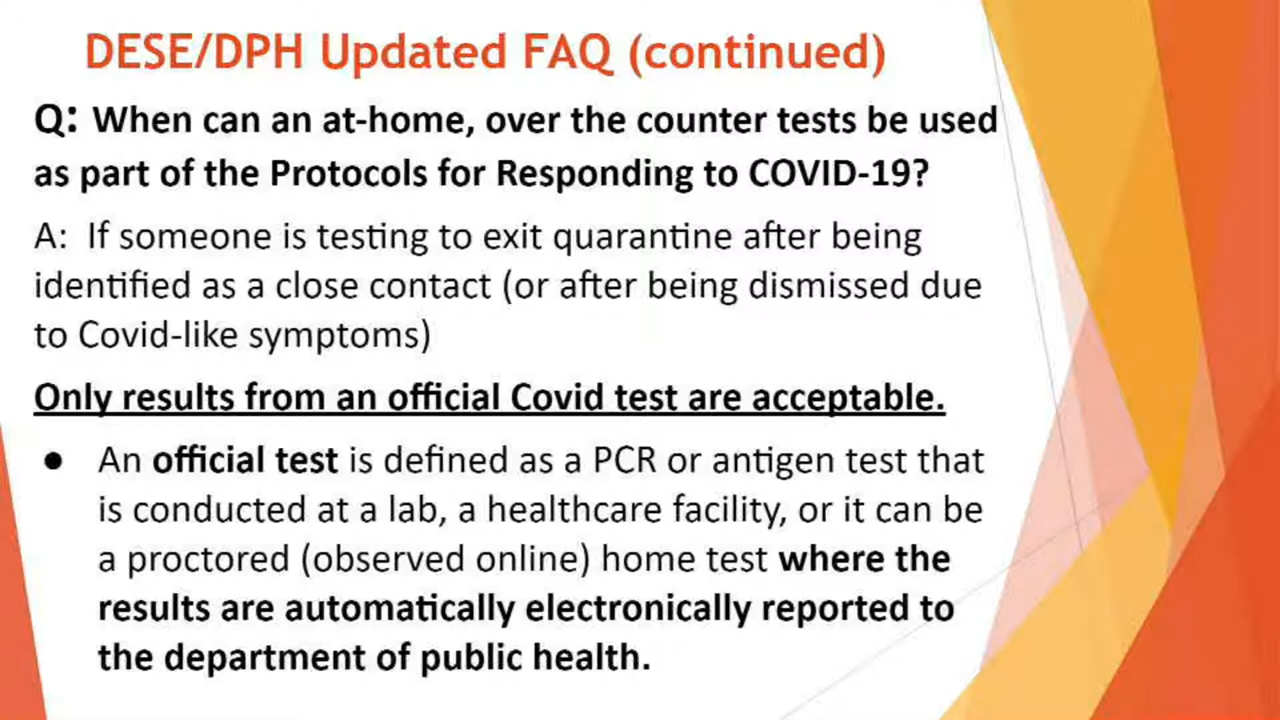 DESE/DPH Updated FAQ (continued)
Q: When can an at-home, over the counter tests be used
as part of the Protocols for Responding to COVID-19?
A: If someone is testing to exit quarantine after being
identified as a close contact (or after being dismissed due
to Covid-like symptoms)
Only results from an official Covid test are acceptable.
● An official test is defined as a PCR or antigen test that
is conducted at a lab, a healthcare facility, or it can be
a proctored (observed online) home test where the
results are automatically electronically reported to
the department of public health.